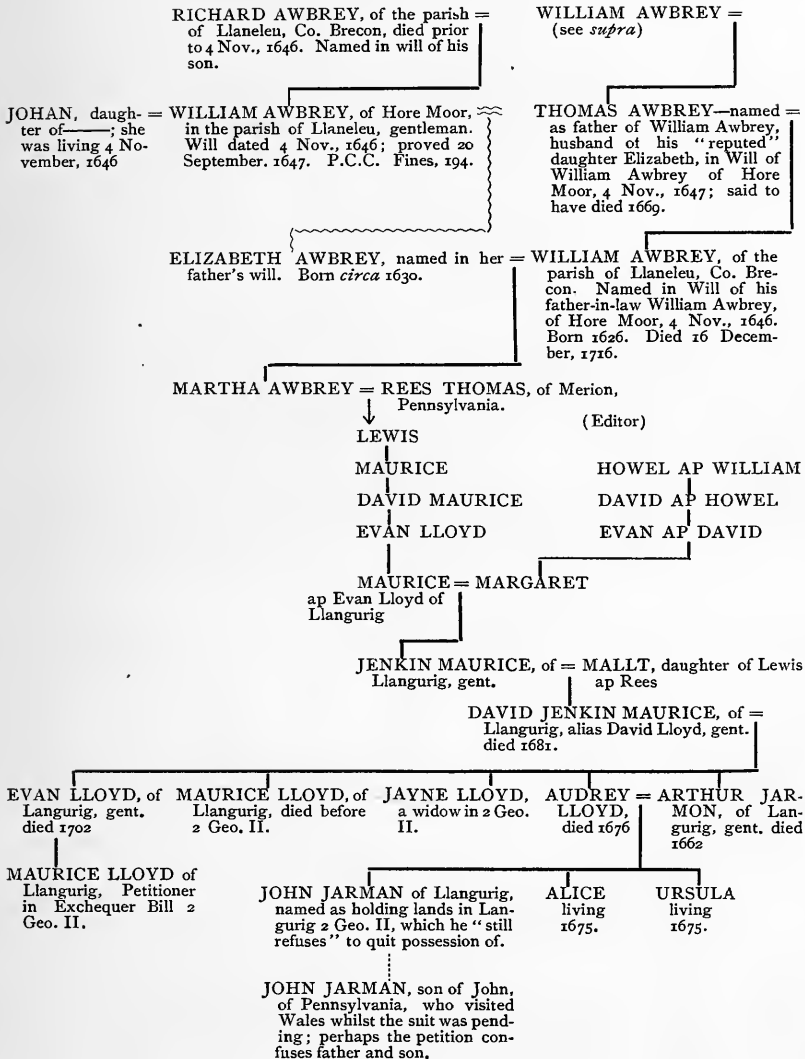 RICHARD AWBREY, of the parish =
of Llaneleu, Co. Brecon, died prior
to 4 Nov., 1646. Named in will of his
son.
WILLIAM AWBREY =
(see supra)
JOHAN, daugh- =
ter of——; she
was living 4 No-
vember, 1646
WILLIAM AWBREY, of Hore Moor,
in the parish of Llaneleu, gentleman.
Will dated 4 Nov., 1646; proved 20
September. 1647. P.C.C. Fines, 194.
THOMAS AWBREY—named
as father of William Awbrey,
husband of his "reputed"
daughter Elizabeth, in Will of
William Awbrey of Hore
Moor, 4 Nov., 1647; said to
have died 1669.
ELIZABETH AWBREY, named in her =
father's will. Born circa 1630.
WILLIAM AWBREY, of the
parish of Llaneleu, Co. Bre-
con. Named in Will of his
father-in-law William Awbrey,
of Hore Moor, 4 Nov., 1646.
Born 1626. Died 16 Decem-
ber, 1716.
MARTHA AWBREY = REES THOMAS, of Merion,
Pennsylvania.
(Editor)
LEWIS
MAURICE
DAVID MAURICE
EVAN LLOYD
HOWEL AP WILLIAM
DAVID AP HOWEL
EVAN AP DAVID
MAURICE = MARGARET
ap Evan Lloyd of
Llangurig
JENKIN MAURICE, of =
Llangurig, gent.
MALLT, daughter of Lewis
ap Rees
DAVID JENKIN MAURICE, of =
Llangurig, alias David Lloyd, gent.
died 1681.
EVAN LLOYD, of
Langurig, gent.
died 1702
MAURICE LLOYD, of
Llangurig, died before
2 Geo. II.
JAYNE LLOYD,
a widow in 2 Geo.
II.
AUDREY =
LLOYD,
died 1676
ARTHUR JAR-
MON, of Lan-
gurig, gent. died
1662
MAURICE LLOYD of
Llangurig, Petitioner
in Exchequer Bill 2
Geo. II.
JOHN JARMAN of Llangurig,
named as holding lands in Lan-
gurig 2 Geo. II, which he "still
refuses" to quit possession of.
ALICE
living
1675.
URSULA
living
1675.
JOHN JARMAN, son of John,
of Pennsylvania, who visited
Wales whilst the suit was pend-
ing; perhaps the petition con-
fuses father and son.